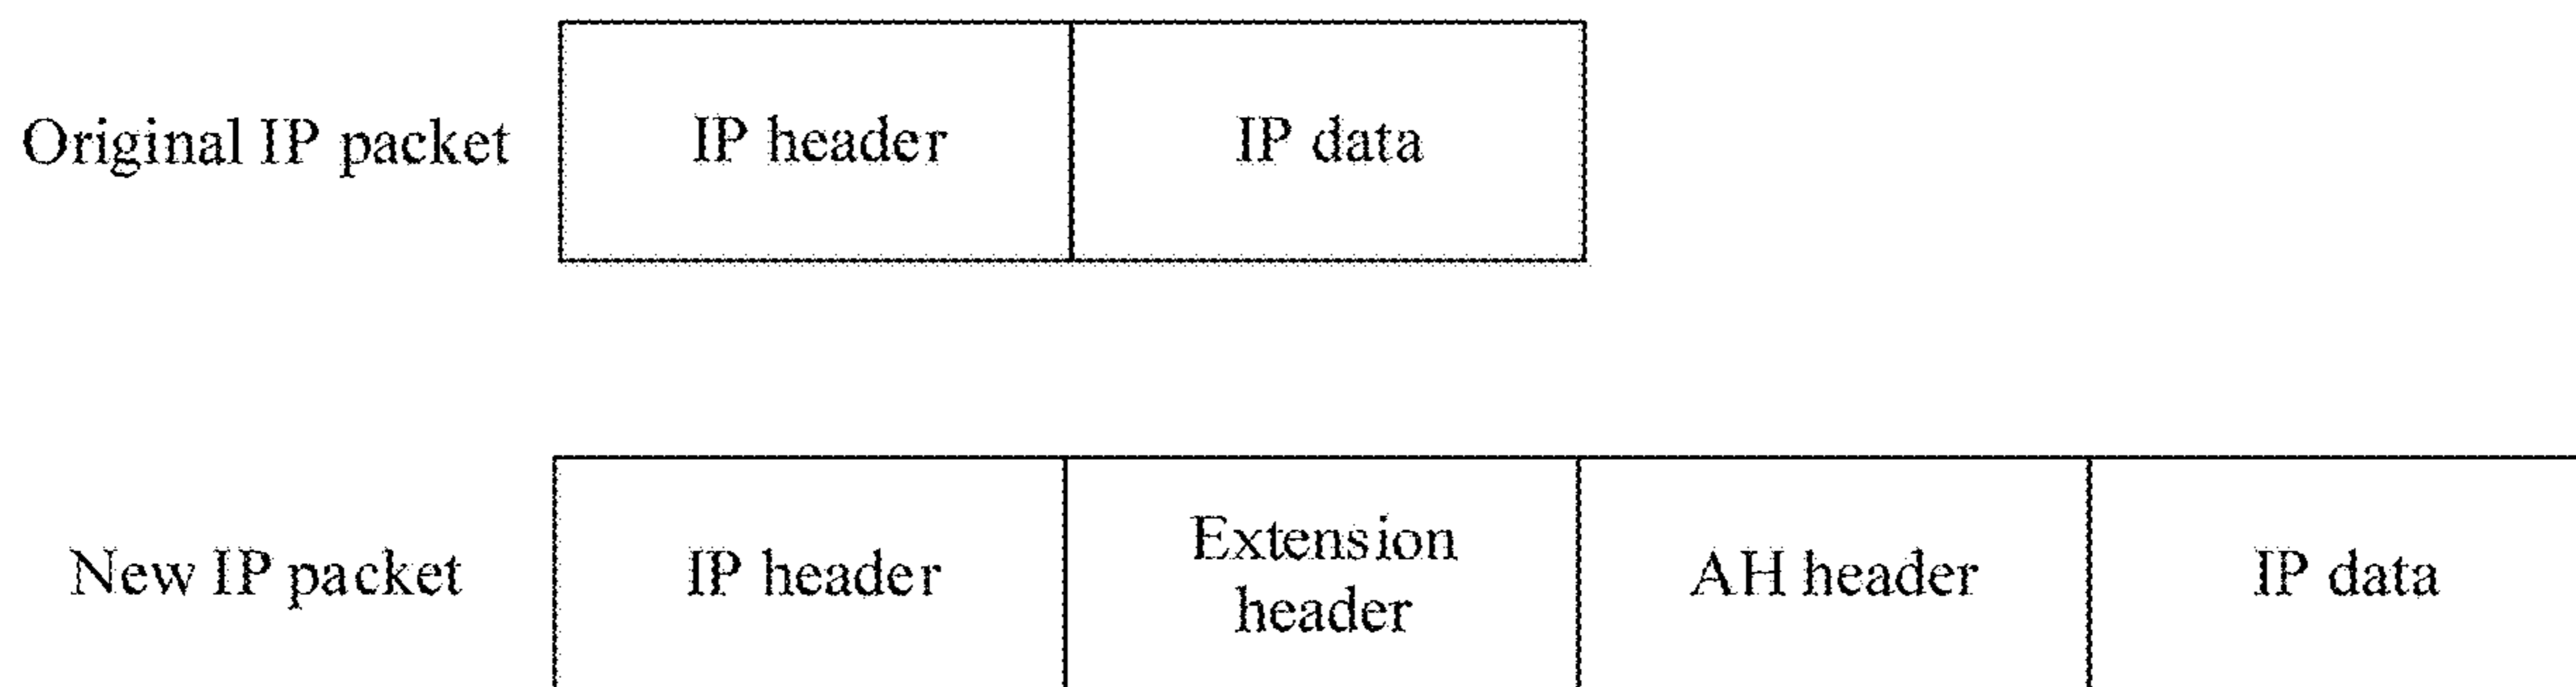 Original IP packet
IP header
IP data
New IP packet
IP header
Extension
header
AH header
IP data